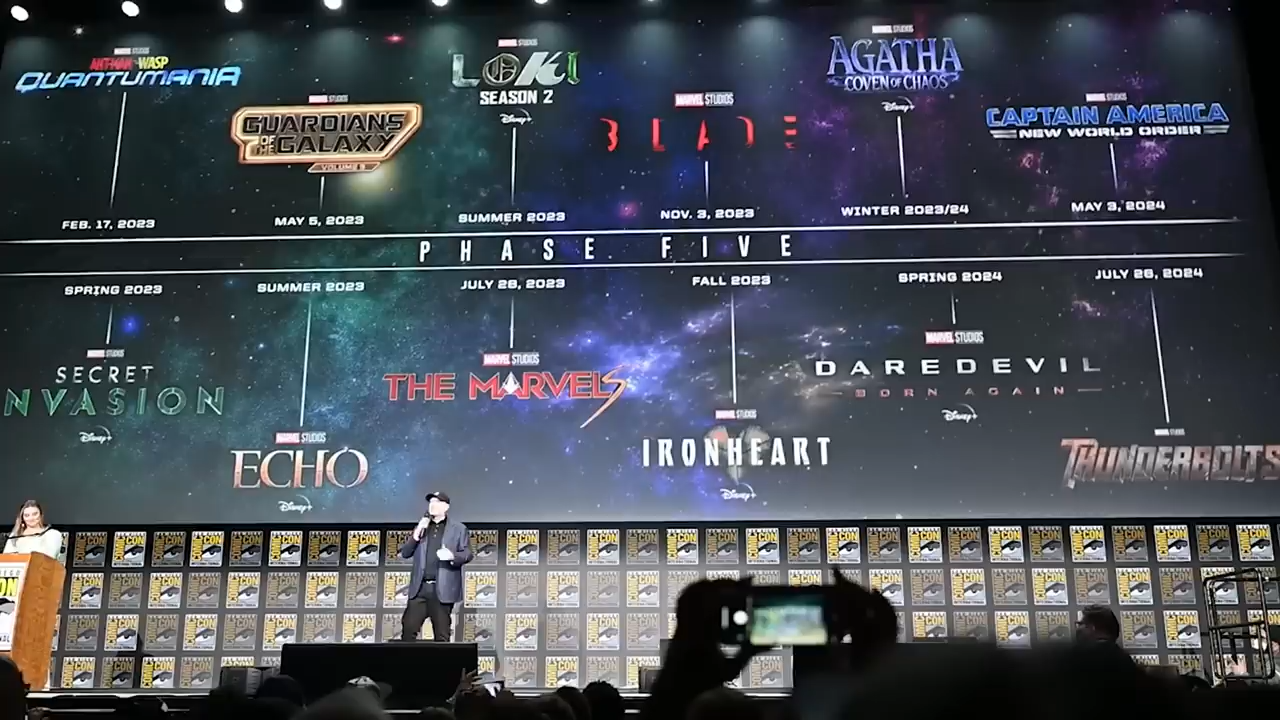 MARVEL STUDIOS
ANT-MAN AND THE WASP
QUANTUMANIA
FEB. 17, 2023
MARVEL STUDIOS
GUARDIANS
OF THE
GALAXY
VOLUME 3
MAY 5, 2023
MARVEL STUDIOS
LOKI
SEASON 2
Disney+
SUMMER 2023
MARVEL STUDIOS
BLADE
NOV. 3, 2023
MARVEL STUDIOS
AGATHA
COVEN OF CHAOS
Disney+
WINTER 2023/24
MARVEL STUDIOS
CAPTAIN AMERICA
NEW WORLD ORDER
MAY 3, 2024
PHASE FIVE
SPRING 2023
MARVEL STUDIOS
SECRET
NVASION
Disney+
SUMMER 2023
MARVEL STUDIOS
ECHO
Disney+
JULY 28, 2023
MARVEL STUDIOS
THE MARVELS
FALL 2023
MARVEL STUDIOS
IRONHEART
Disney+
SPRING 2024
MARVEL STUDIOS
DAREDEVIL
BORN AGAIN
Disney+
JULY 26, 2024
MARVEL STUDIOS
THUNDERBOLTS
COMIC CON